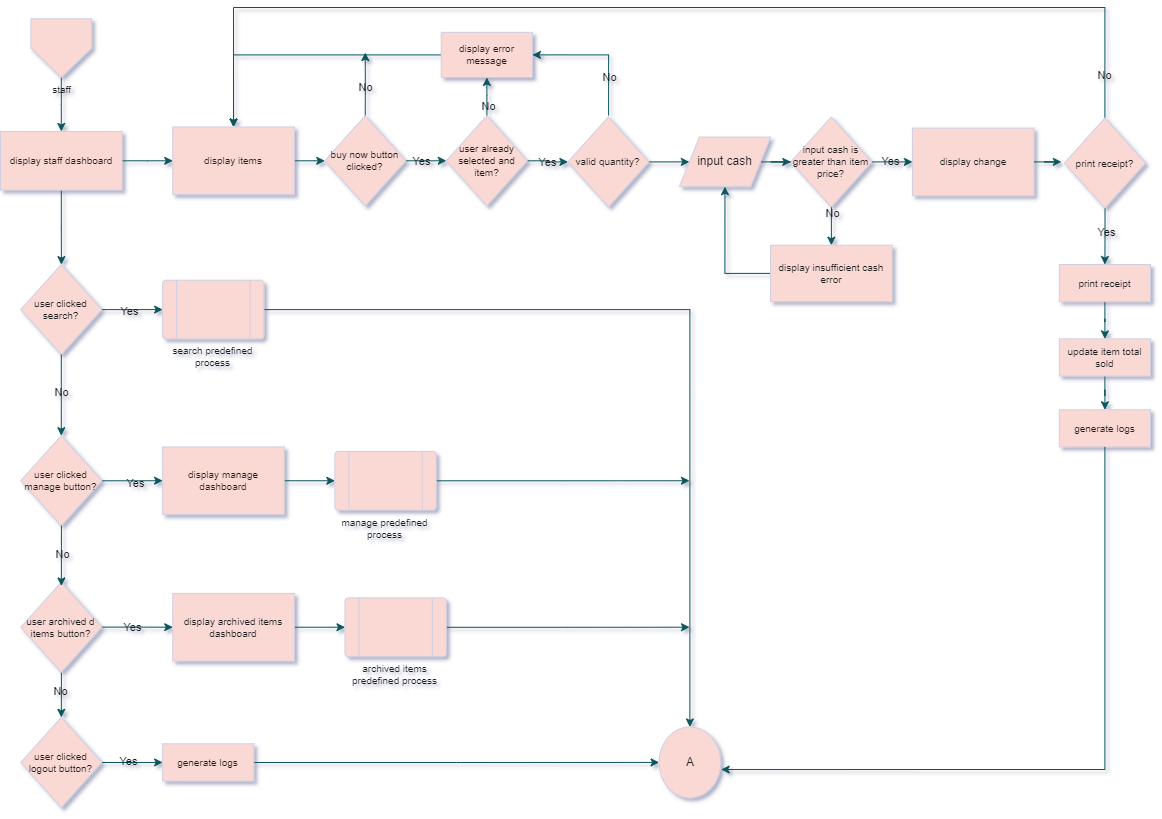 display error
message
No
No
staff
No
No
display staff dashboard
display items
buy now button
clicked?
Yes
user already
selected and
item?
Yes
valid quantity?
input cash
input cash is
greater than item
price?
Yes
display change
print receipt?
No
Yes
display insufficient cash
error
print receipt
user clicked
search?
Yes
search predefined
process
update item total
sold
No
generate logs
user clicked
manage button?
Yes
display manage
dashboard
manage predefined
process
No
user archived d
items button?
Yes
display archived items
dashboard
archived items
predefined process
No
user clicked
logout button?
Yes
generate logs
A